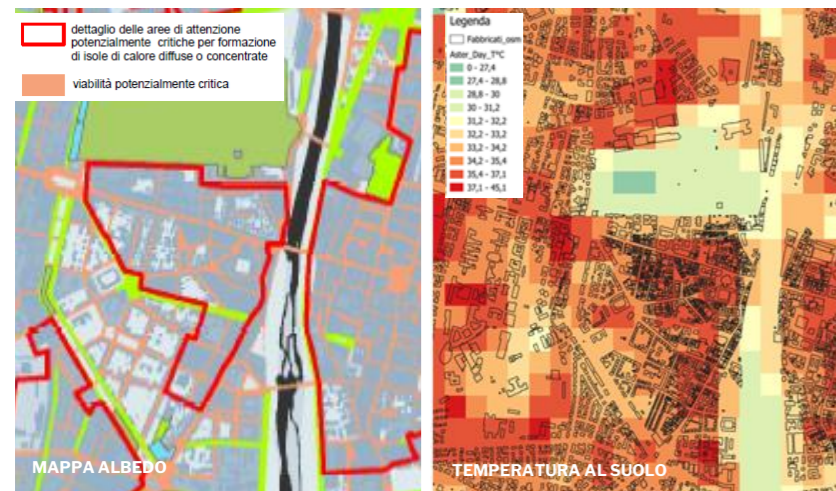 dettaglio delle aree di attenzione
potenzialmente critiche per formazione
di isole di calore diffuse o concentrate
viabilità potenzialmente critica
MAPPA ALBEDO
Legenda
Fabbricati_osm
Aster_Day_T°C
0 - 27,4
27,4 - 28,8
28,8 - 30
30 - 31,2
31,2 - 32,2
32,2 - 33,2
33,2 - 34,2
34,2 - 35,4
35,4 - 37,1
37,1 - 45,1
TEMPERATURA AL SUOLO